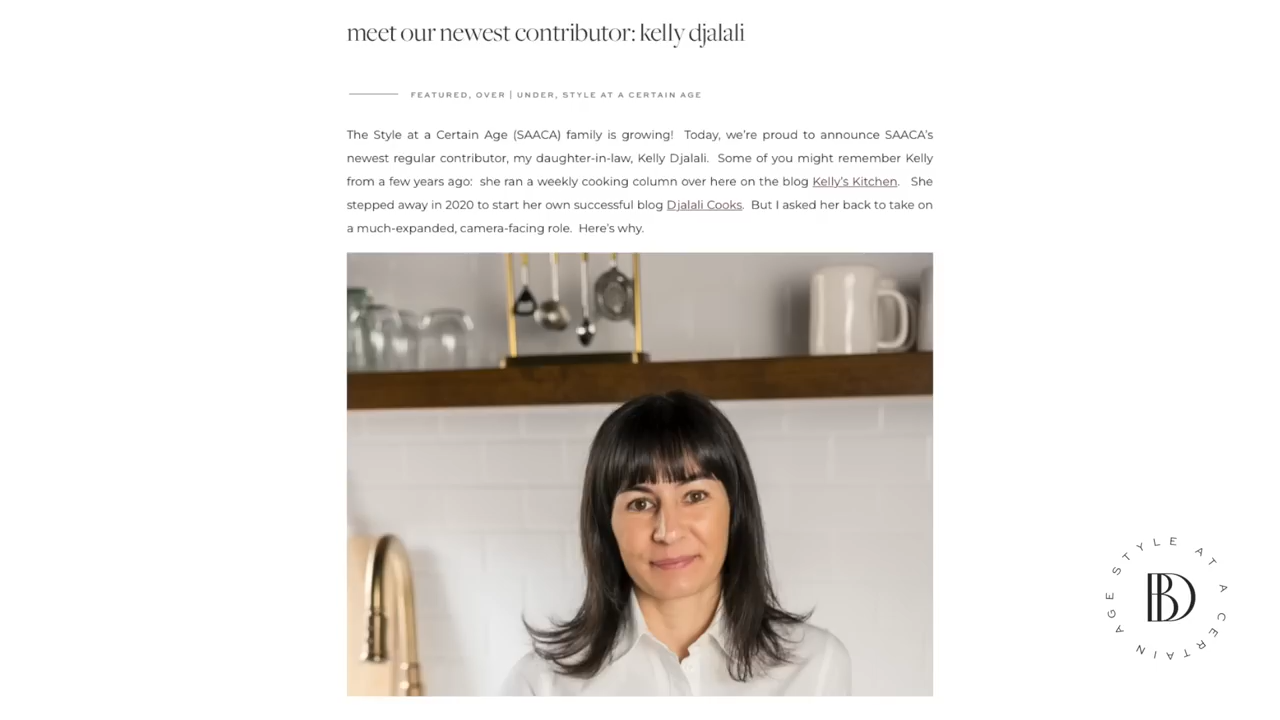 meet our newest contributor: kelly djalali
FEATURED, OVER | UNDER, STYLE AT A CERTAIN AGE
The Style at a Certain Age (SAACA) family is growing!  Today, we’re proud to announce SAACA’s
newest regular contributor, my daughter-in-law, Kelly Djalali.  Some of you might remember Kelly
from a few years ago:  she ran a weekly cooking column over here on the blog Kelly’s Kitchen.  She
stepped away in 2020 to start her own successful blog Djalali Cooks.  But I asked her back to take on
a much-expanded, camera-facing role.  Here’s why.
STYLE AT A CERTAIN AGE
BD